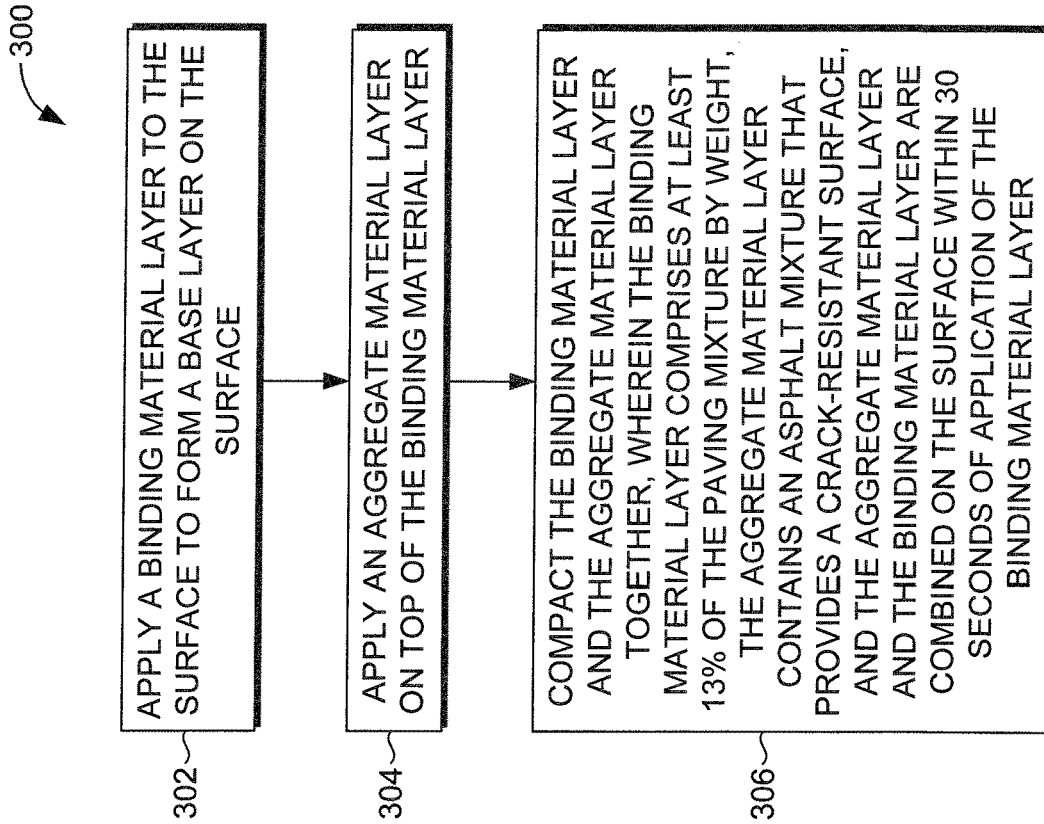 300
302
APPLY A BINDING MATERIAL LAYER TO THE
SURFACE TO FORM A BASE LAYER ON THE
SURFACE
304
APPLY AN AGGREGATE MATERIAL LAYER
ON TOP OF THE BINDING MATERIAL LAYER
306
COMPACT THE BINDING MATERIAL LAYER
AND THE AGGREGATE MATERIAL LAYER
TOGETHER, WHEREIN THE BINDING
MATERIAL LAYER COMPRISES AT LEAST
13% OF THE PAVING MIXTURE BY WEIGHT,
THE AGGREGATE MATERIAL LAYER
CONTAINS AN ASPHALT MIXTURE THAT
PROVIDES A CRACK-RESISTANT SURFACE,
AND THE AGGREGATE MATERIAL LAYER
AND THE BINDING MATERIAL LAYER ARE
COMBINED ON THE SURFACE WITHIN 30
SECONDS OF APPLICATION OF THE
BINDING MATERIAL LAYER